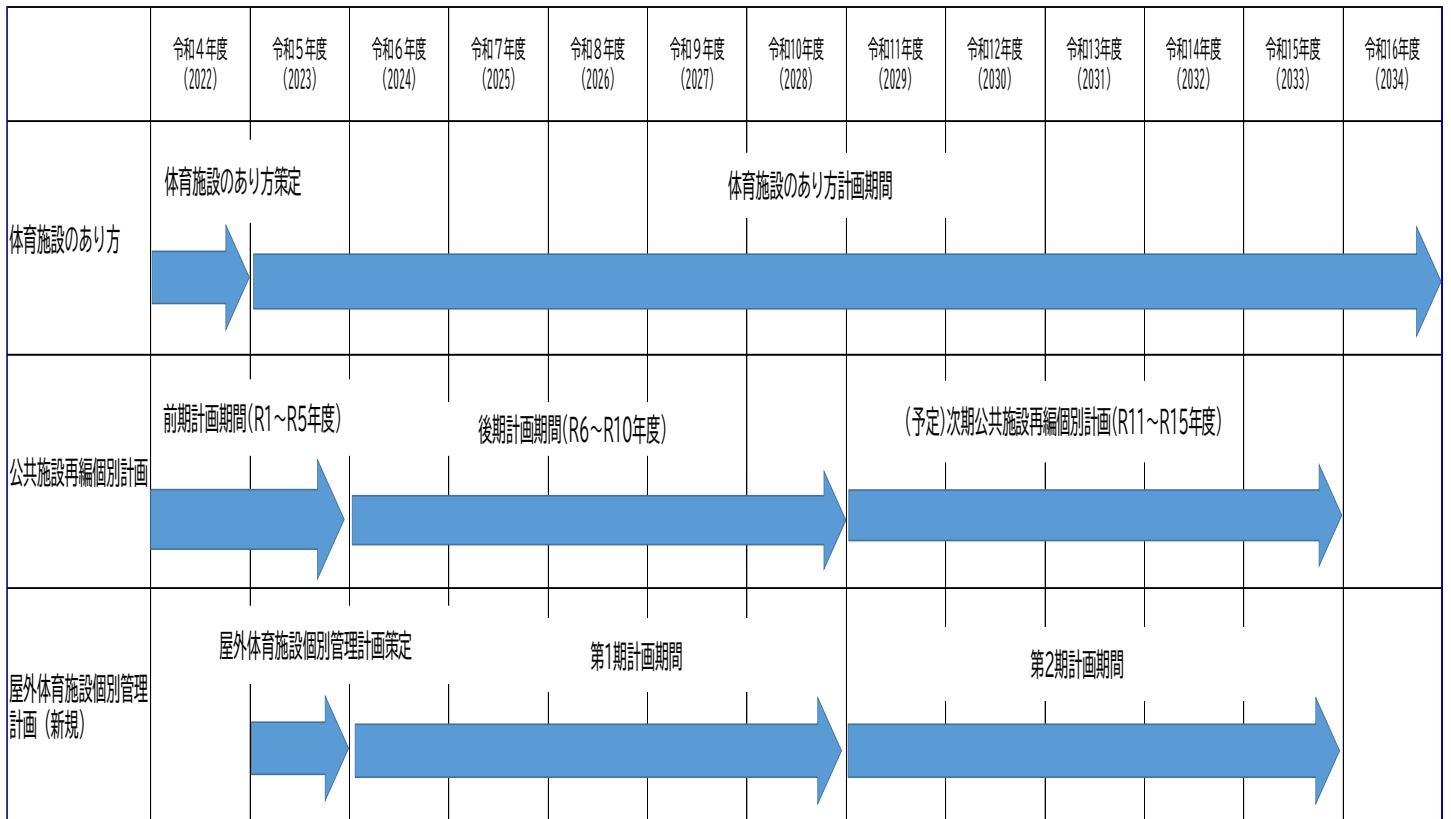 令和4年度
(2022)
令和5年度
(2023)
令和6年度
(2024)
令和7年度
(2025)
令和8年度
(2026)
令和9年度
(2027)
令和10年度
(2028)
令和11年度
(2029)
令和12年度
(2030)
令和13年度
(2031)
令和14年度
(2032)
令和15年度
(2033)
令和16年度
(2034)
体育施設のあり方
体育施設のあり方策定
体育施設のあり方計画期間
公共施設再編個別計画
前期計画期間(R1～R5年度)
後期計画期間(R6～R10年度)
(予定)次期公共施設再編個別計画(R11～R15年度)
屋外体育施設個別管理
計画（新規）
屋外体育施設個別管理計画策定
第1期計画期間
第2期計画期間